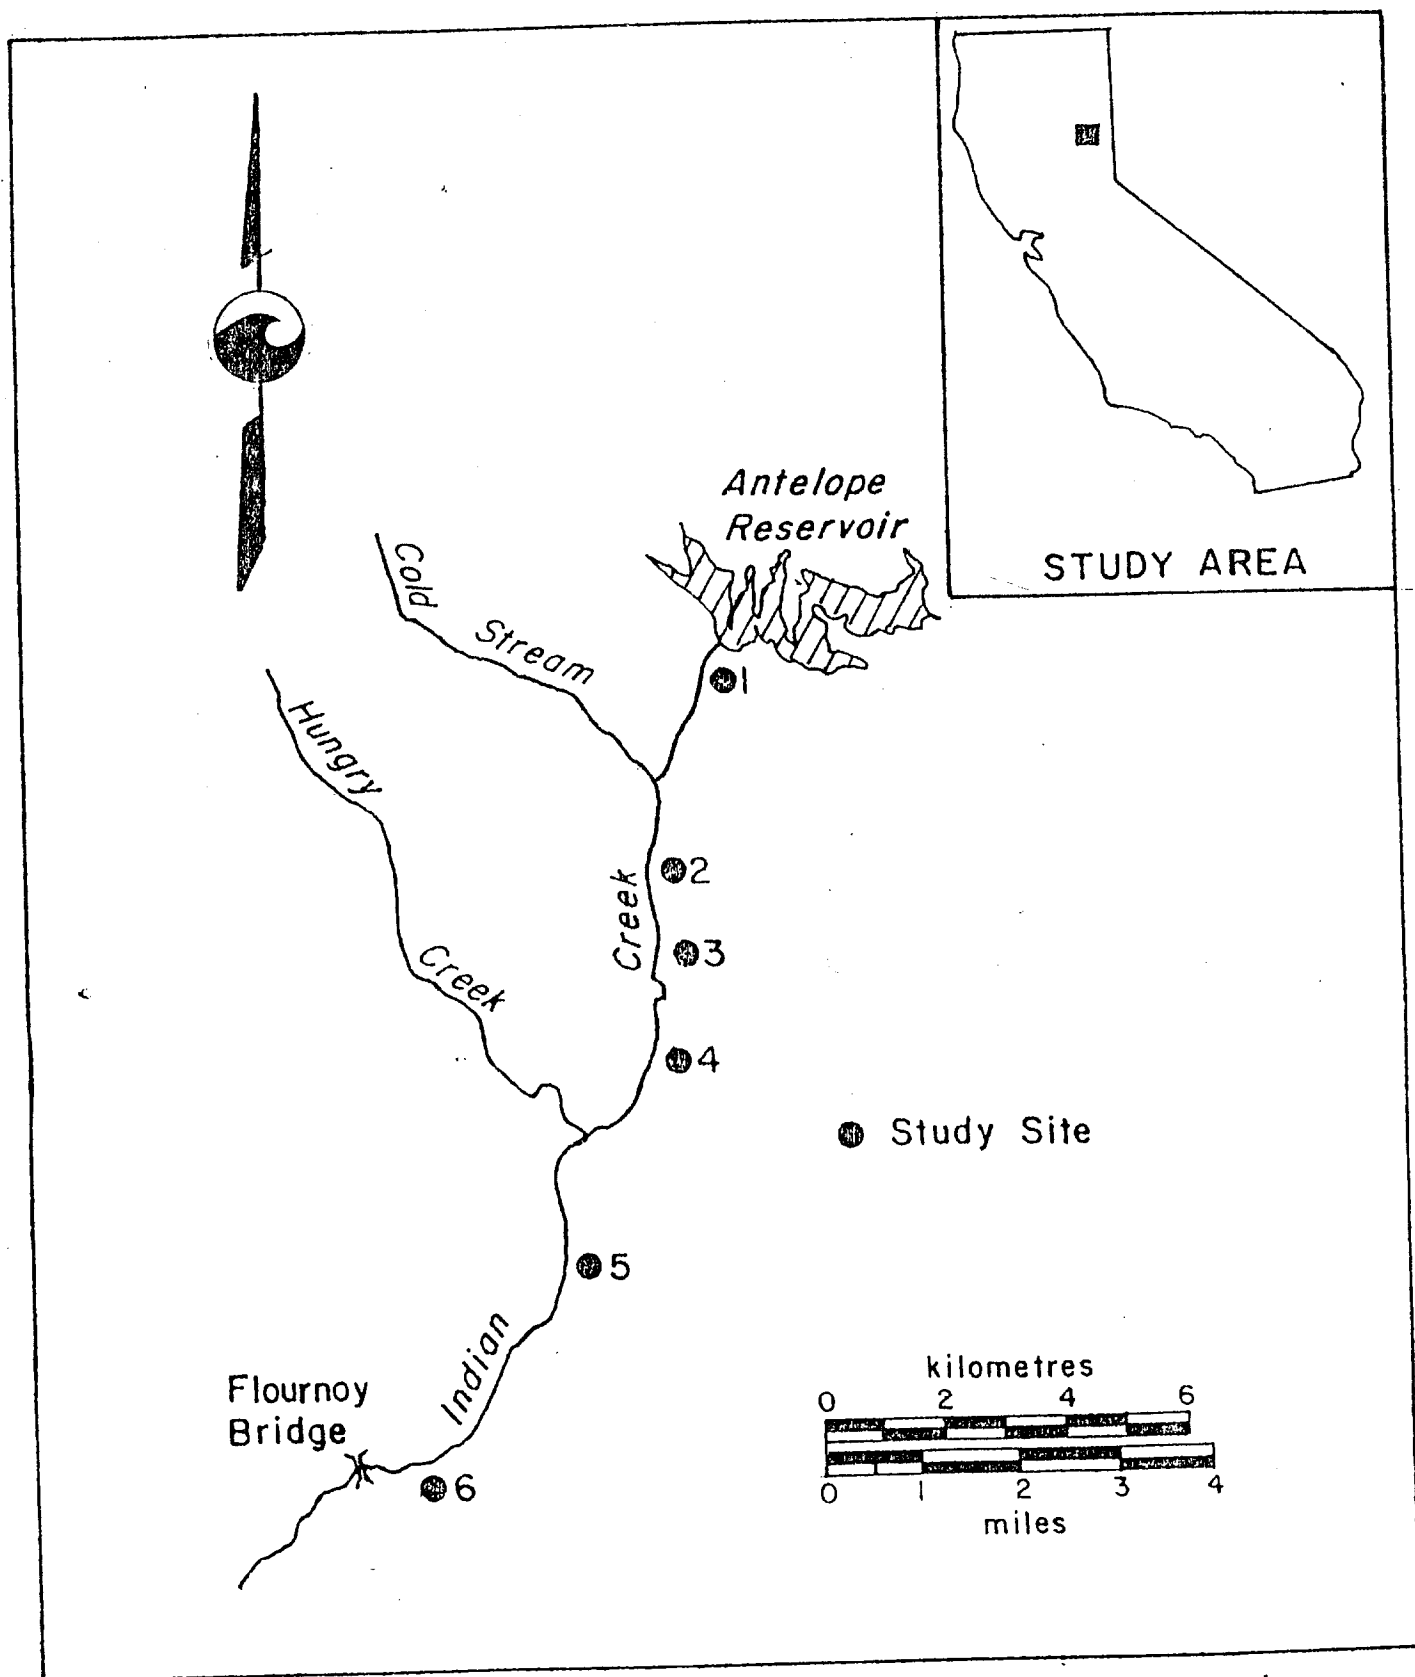 STUDY AREA
Antelope
Reservoir
Cold
Stream
Hungry
Creek
1
2
Creek
3
4
Study Site
5
Indian
Flournoy
Bridge
6
kilometres
0 2 4 6
0 1 2 3 4
miles